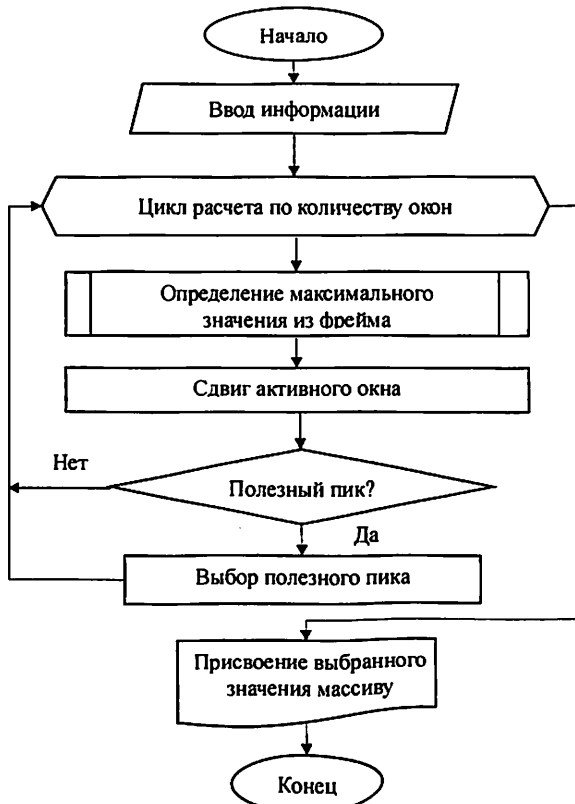 Начало
Ввод информации
Цикл расчета по количеству окон
Определение максимального
значения из фрейма
Сдвиг активного окна
Нет
Полезный пик?
Да
Выбор полезного пика
Присвоение выбранного
значения массиву
Конец